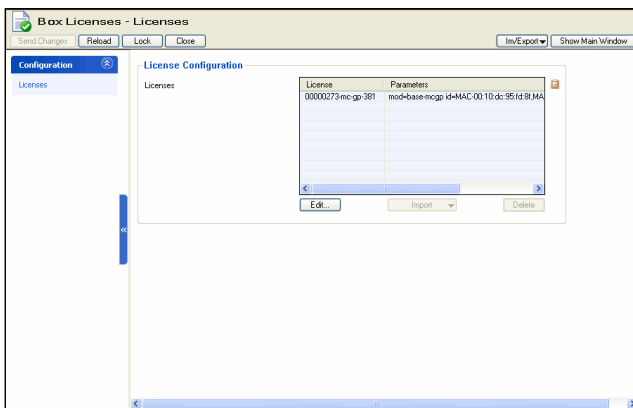 Box Licenses - Licenses
Send Changes Reload Lock Close Im/Export Show Main Window
Configuration
Licenses
License Configuration
Licenses
License Parameters
00000273-mc-gp-381 mod=base-mcgp id=MAC-00:10:dc:95:fd:8f,MA
Edit... Import Delete